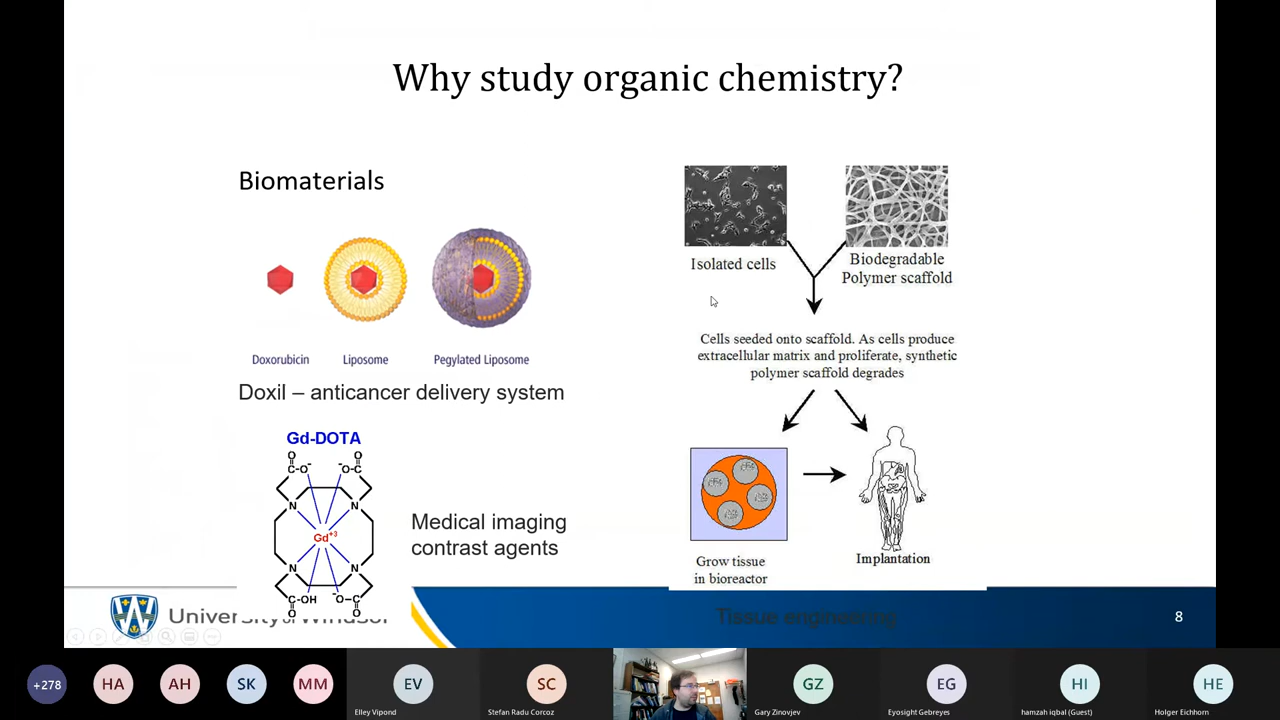 Why study organic chemistry?
Biomaterials
Doxorubicin
Liposome
Pegylated Liposome
Doxil – anticancer delivery system
Gd-DOTA
O
O
C-O⁻
⁻O-C
N
N
Gd+3
N
N
C-OH
⁻O-C
O
O
Medical imaging
contrast agents
Isolated cells
Biodegradable
Polymer scaffold
Cells seeded onto scaffold. As cells produce
extracellular matrix and proliferate, synthetic
polymer scaffold degrades
Grow tissue
in bioreactor
Implantation
Tissue engineering
University of Windsor
8
+278
HA
AH
SK
MM
EV
Elley Vipond
SC
Stefan Radu Corcoz
GZ
Gary Zinovjev
EG
Eyosight Gebreyes
HI
hamzah iqbal (Guest)
HE
Holger Eichhorn